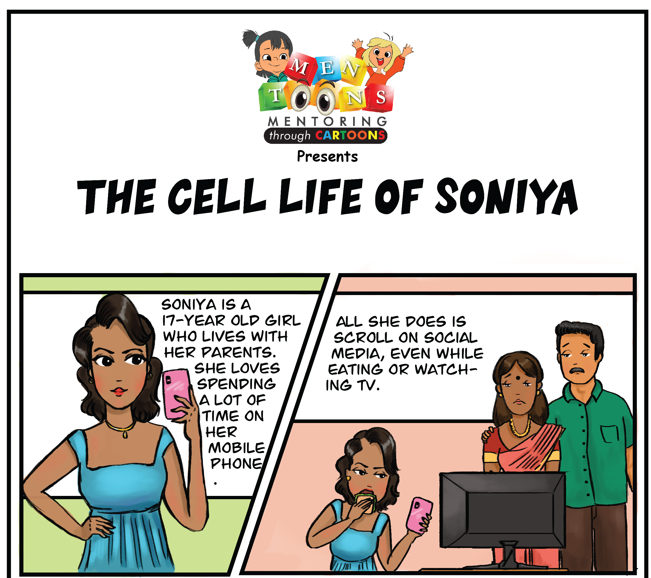 MEN
TOONS
MENTORING
through CARTOONS
Presents
THE CELL LIFE OF SONIYA
SONIYA IS A
17-YEAR OLD GIRL
WHO LIVES WITH
HER PARENTS.
SHE LOVES
SPENDING
A LOT OF
TIME ON
HER
MOBILE
PHONE
.
ALL SHE DOES IS
SCROLL ON SOCIAL
MEDIA, EVEN WHILE
EATING OR WATCH-
ING TV.